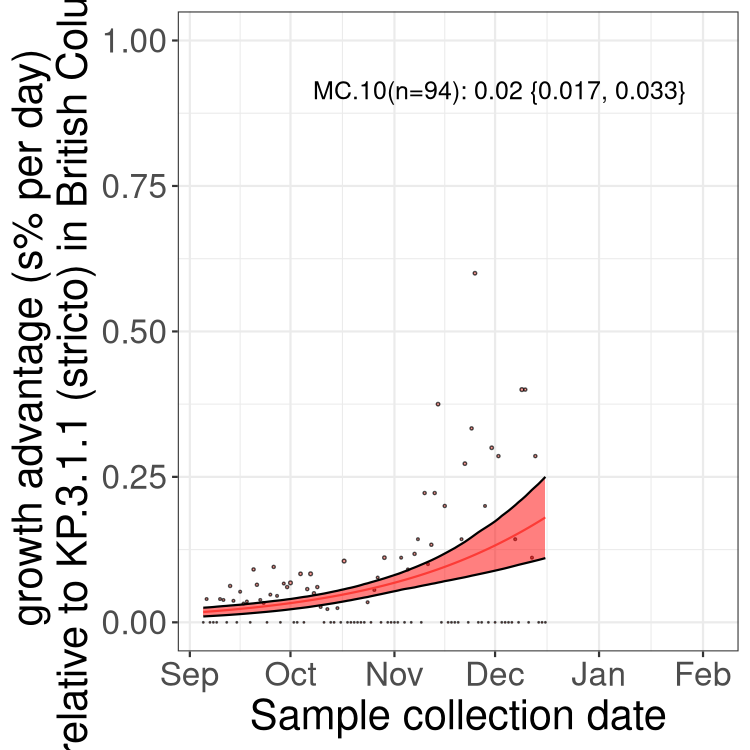 growth advantage (s% per day)
relative to KP.3.1.1 (stricto) in British Colu
1.00
0.75
0.50
0.25
0.00
MC.10(n=94): 0.02 {0.017, 0.033}
Sep Oct Nov Dec Jan Feb
Sample collection date